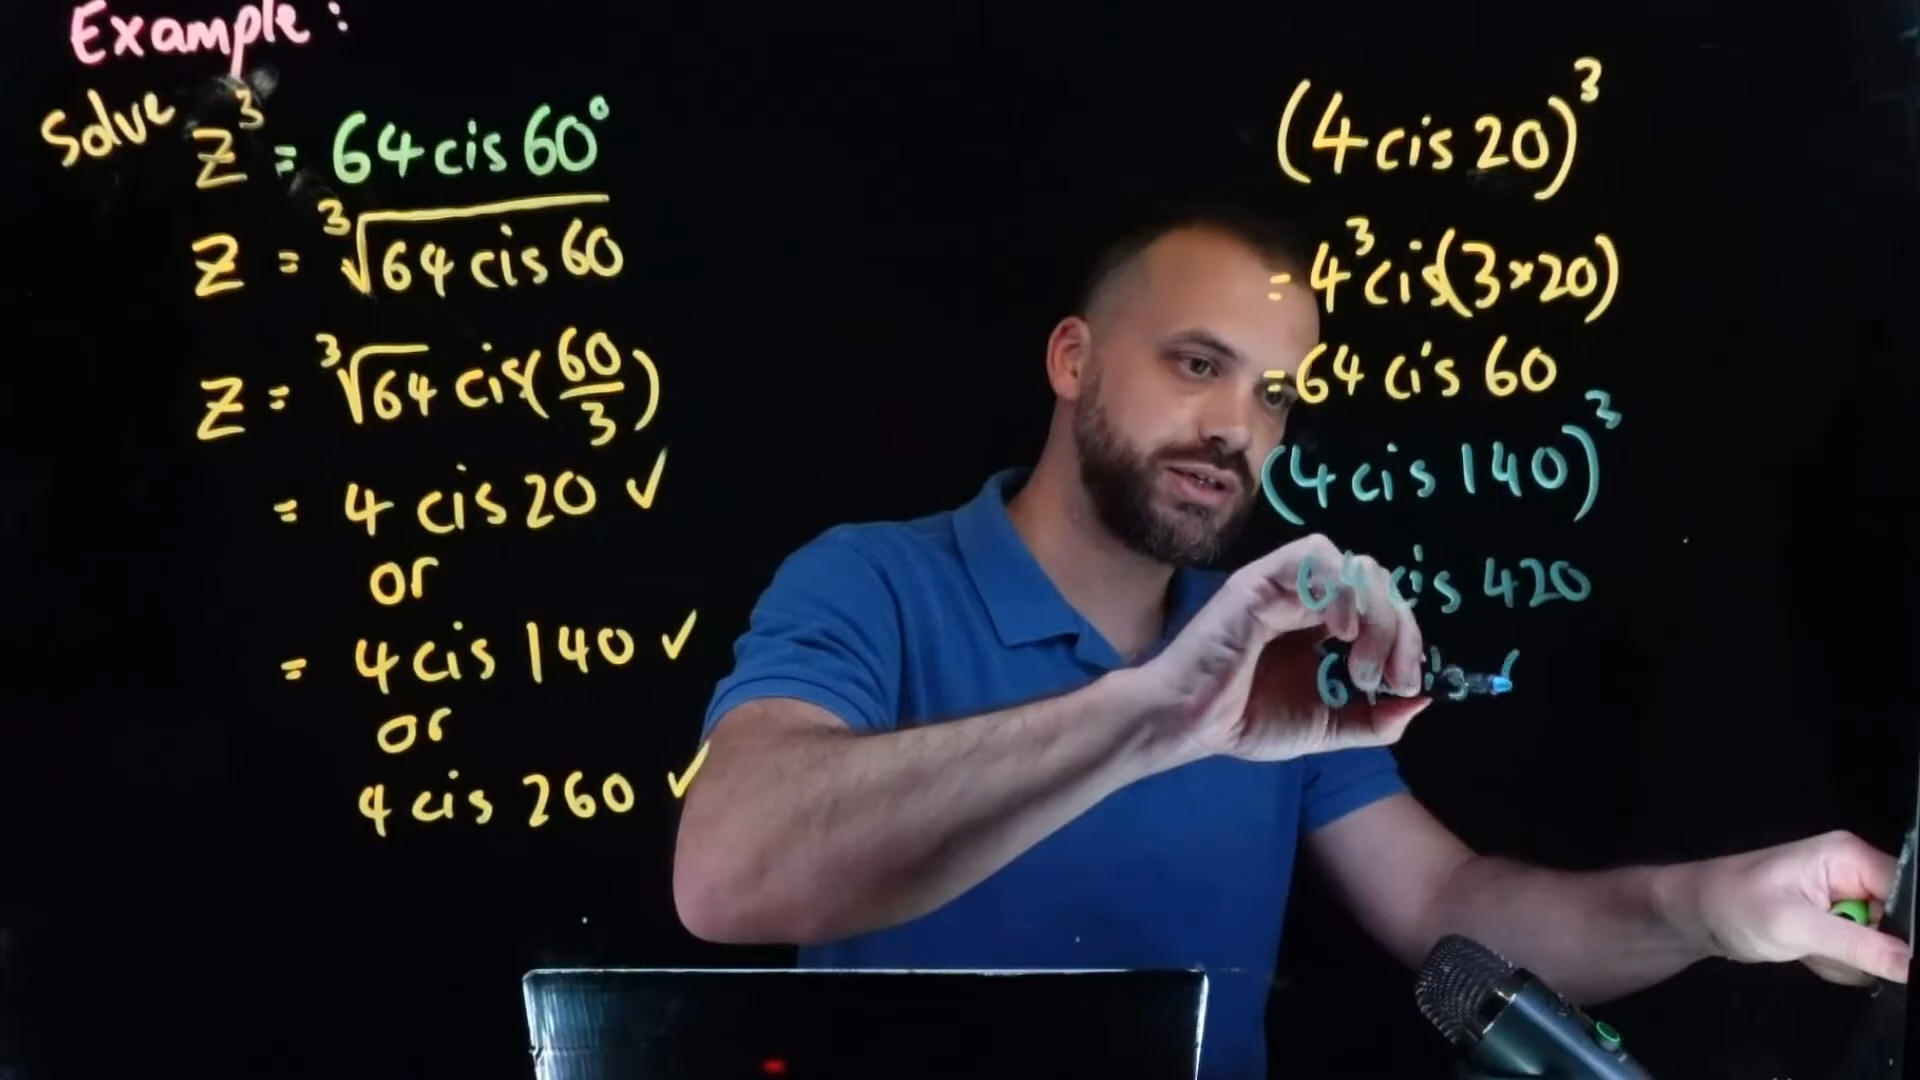 Example:
Solve z³ = 64 cis 60°
z = ³√64 cis 60
z = ³√64 cis(60/3)
= 4 cis 20 ✓
or
= 4 cis 140 ✓
or
4 cis 260 ✓
(4 cis 20)³
= 4³cis(3×20)
= 64 cis 60
(4 cis 140)³
64 cis 420
64 cis